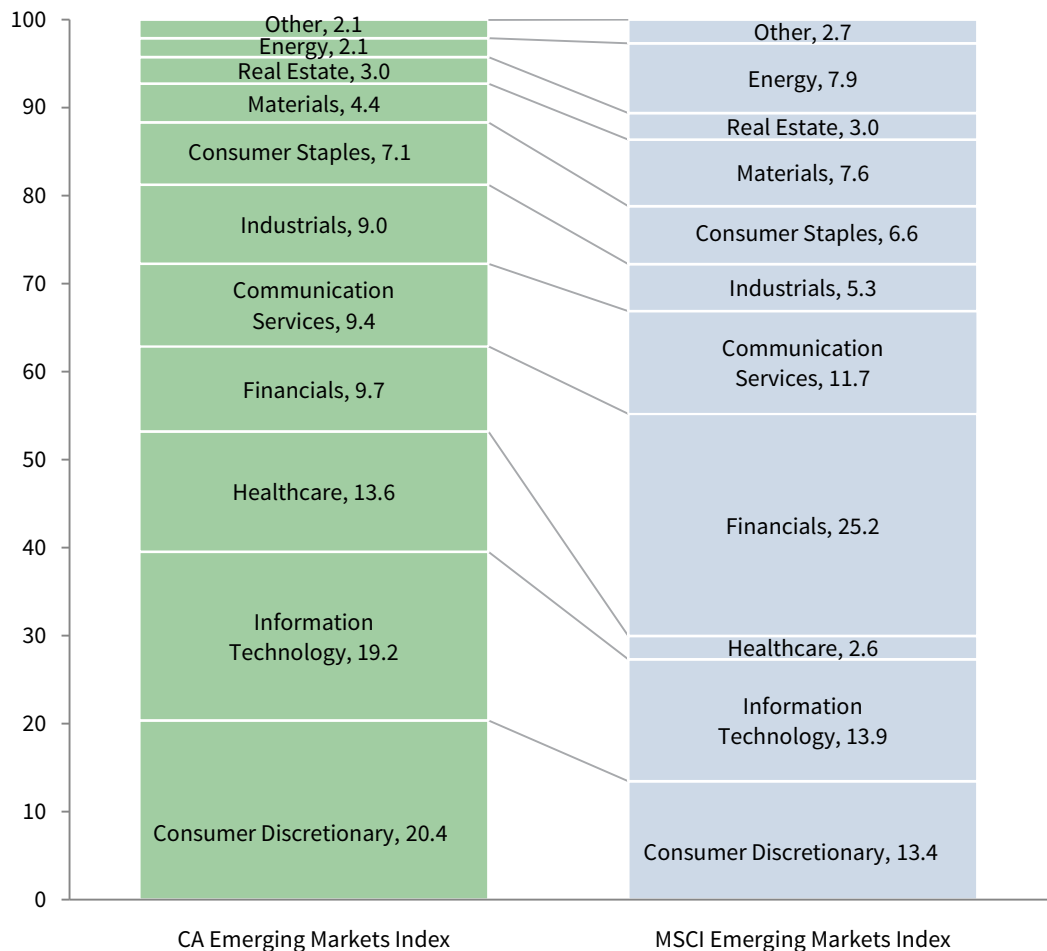 100
90
80
70
60
50
40
30
20
10
0
Other, 2.1
Energy, 2.1
Real Estate, 3.0
Materials, 4.4
Consumer Staples, 7.1
Industrials, 9.0
Communication
Services, 9.4
Financials, 9.7
Healthcare, 13.6
Information
Technology, 19.2
Consumer Discretionary, 20.4
Other, 2.7
Energy, 7.9
Real Estate, 3.0
Materials, 7.6
Consumer Staples, 6.6
Industrials, 5.3
Communication
Services, 11.7
Financials, 25.2
Healthcare, 2.6
Information
Technology, 13.9
Consumer Discretionary, 13.4
CA Emerging Markets Index
MSCI Emerging Markets Index